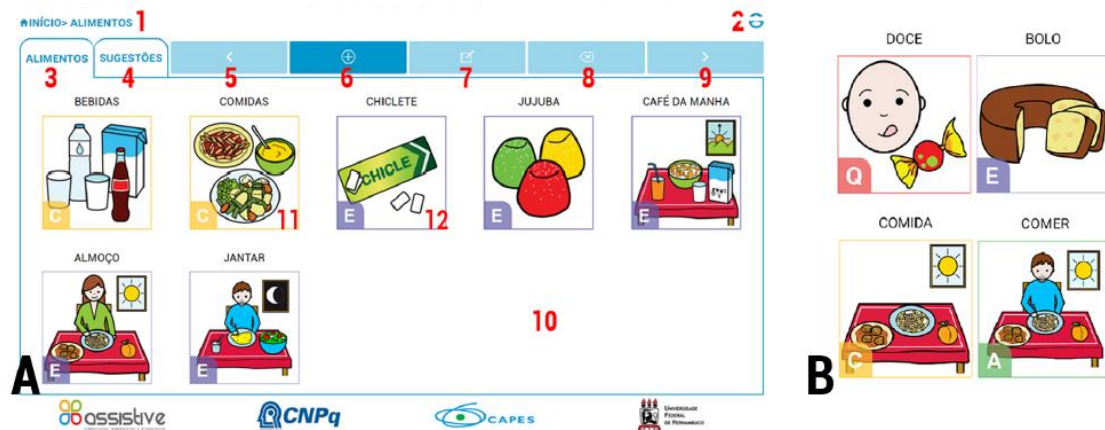 INÍCIO> ALIMENTOS 1
2
ALIMENTOS
SUGESTÕES
3 4 5 6 7 8 9
BEBIDAS COMIDAS CHICLETE JUJUBA CAFÉ DA MANHA
CHICLE
C C 11 E 12 E E
ALMOÇO JANTAR
10
E E
A
assistive
CNPq
CAPES
UNIVERSIDADE
FEDERAL
DE PERNAMBUCO
DOCE BOLO
Q E
COMIDA COMER
C A
B